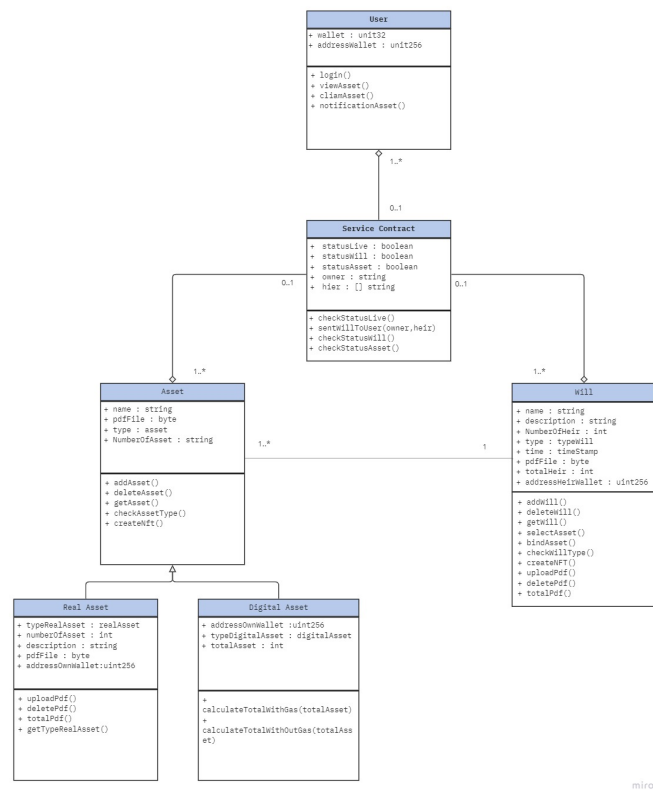 User
+ wallet : unit32
+ addressWallet : unit256
+ login()
+ viewAsset()
+ cliamAsset()
+ notificationAsset()
1..*
0..1
Service Contract
+ statusLive : boolean
+ statusWill : boolean
+ statusAsset : boolean
+ owner : string
+ hier : [] string
+ checkStatusLive()
+ sentWillToUser(owner,heir)
+ checkStatusWill()
+ checkStatusAsset()
0..1
0..1
1..*
1..*
Asset
+ name : string
+ pdfFile : byte
+ type : asset
+ NumberOfAsset : string
+ addAsset()
+ deleteAsset()
+ getAsset()
+ checkAssetType()
+ createNft()
1..*
1
Will
+ name : string
+ description : string
+ NumberOfHeir : int
+ type : typeWill
+ time : timeStamp
+ pdfFile : byte
+ totalHeir : int
+ addressHeirWallet : uint256
+ addWill()
+ deleteWill()
+ getWill()
+ selectAsset()
+ bindAsset()
+ checkWillType()
+ createNFT()
+ uploadPdf()
+ deletePdf()
+ totalPdf()
Real Asset
+ typeRealAsset : realAsset
+ numberOfAsset : int
+ description : string
+ pdfFile : byte
+ addressOwnWallet:uint256
+ uploadPdf()
+ deletePdf()
+ totalPdf()
+ getTypeRealAsset()
Digital Asset
+ addressOwnWallet :uint256
+ typeDigitalAsset : digitalAsset
+ totalAsset : int
+
calculateTotalWithGas(totalAsset)
+
calculateTotalWithOutGas(totalAss
et)
miro